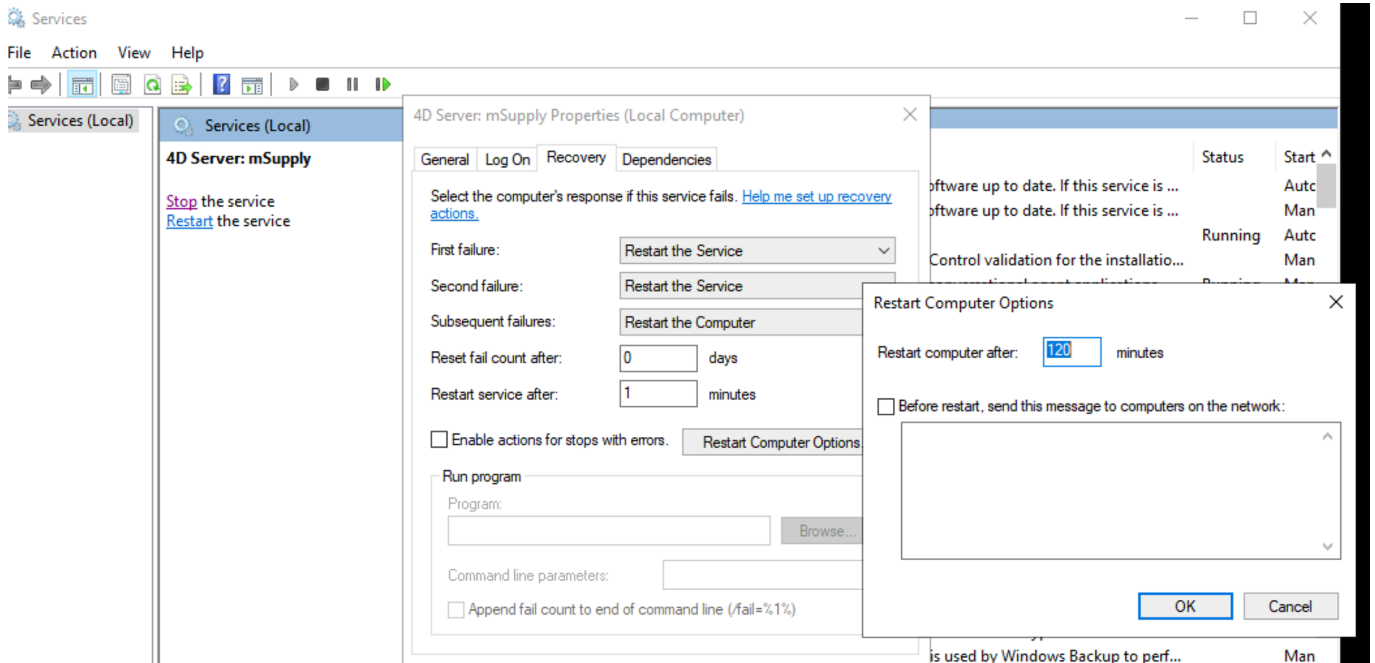 Services
File Action View Help
Services (Local)
Services (Local)
4D Server: mSupply
Stop the service
Restart the service
4D Server: mSupply Properties (Local Computer)
General Log On Recovery Dependencies
Select the computer's response if this service fails. Help me set up recovery
actions.
First failure: Restart the Service
Second failure: Restart the Service
Subsequent failures: Restart the Computer
Reset fail count after: 0 days
Restart service after: 1 minutes
Enable actions for stops with errors. Restart Computer Options
Run program
Program:
Browse...
Command line parameters:
Append fail count to end of command line (/fail=%1%)
Status Start
oftware up to date. If this service is ... Autc
oftware up to date. If this service is ... Man
Running Autc
Control validation for the installatio... Man
Restart Computer Options
Restart computer after: 120 minutes
Before restart, send this message to computers on the network:
OK Cancel
is used by Windows Backup to perf... Man